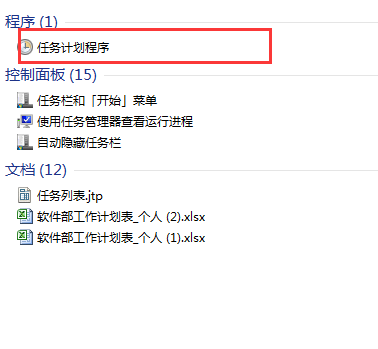 程序 (1)
任务计划程序
控制面板 (15)
任务栏和「开始」菜单
使用任务管理器查看运行进程
自动隐藏任务栏
文档 (12)
任务列表.jtp
软件部工作计划表_个人 (2).xlsx
软件部工作计划表_个人 (1).xlsx